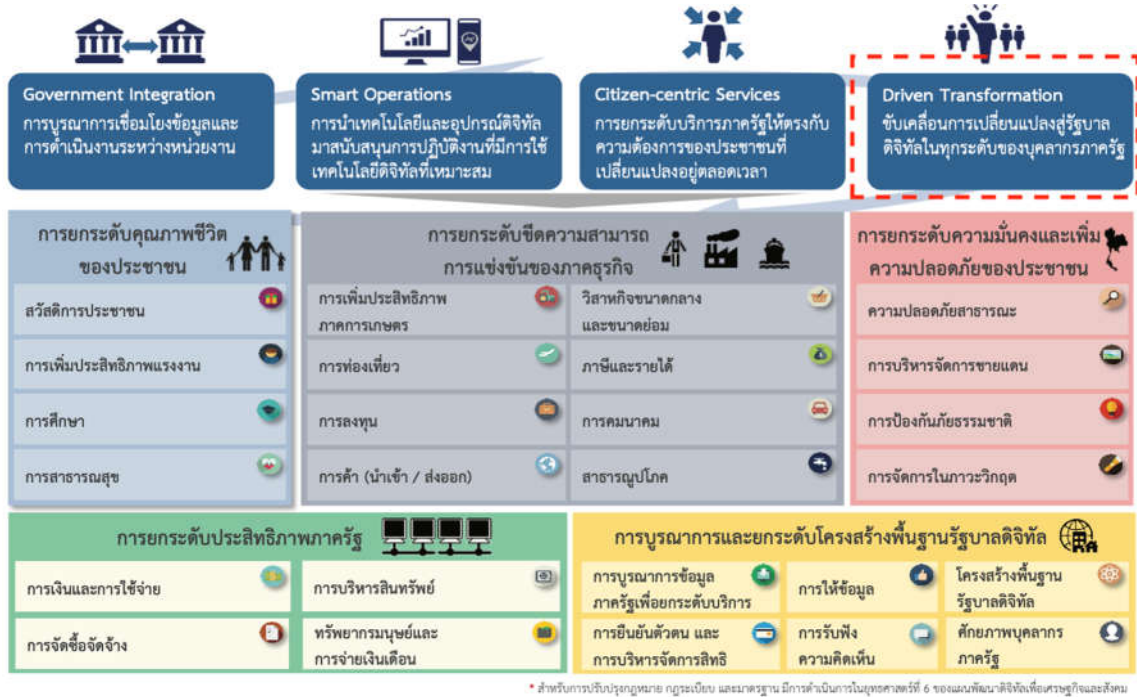 Government Integration
การบูรณาการเชื่อมโยงข้อมูลและ
การดำเนินงานระหว่างหน่วยงาน
Smart Operations
การนำเทคโนโลยีและอุปกรณ์ดิจิทัล
มาสนับสนุนการปฏิบัติงานที่มีการใช้
เทคโนโลยีดิจิทัลที่เหมาะสม
Citizen-centric Services
การยกระดับบริการภาครัฐให้ตรงกับ
ความต้องการของประชาชนที่
เปลี่ยนแปลงอยู่ตลอดเวลา
Driven Transformation
ขับเคลื่อนการเปลี่ยนแปลงสู่รัฐบาล
ดิจิทัลในทุกระดับของบุคลากรภาครัฐ
การยกระดับคุณภาพชีวิต
ของประชาชน
สวัสดิการประชาชน
การเพิ่มประสิทธิภาพแรงงาน
การศึกษา
การสาธารณสุข
การยกระดับขีดความสามารถ
การแข่งขันของภาคธุรกิจ
การเพิ่มประสิทธิภาพ
ภาคการเกษตร
วิสาหกิจขนาดกลาง
และขนาดย่อม
การท่องเที่ยว
ภาษีและรายได้
การลงทุน
การคมนาคม
การค้า (นำเข้า / ส่งออก)
สาธารณูปโภค
การยกระดับความมั่นคงและเพิ่ม
ความปลอดภัยของประชาชน
ความปลอดภัยสาธารณะ
การบริหารจัดการชายแดน
การป้องกันภัยธรรมชาติ
การจัดการในภาวะวิกฤต
การยกระดับประสิทธิภาพภาครัฐ
การเงินและการใช้จ่าย
การบริหารสินทรัพย์
การจัดซื้อจัดจ้าง
ทรัพยากรมนุษย์และ
การจ่ายเงินเดือน
การบูรณาการและยกระดับโครงสร้างพื้นฐานรัฐบาลดิจิทัล
การบูรณาการข้อมูล
ภาครัฐเพื่อยกระดับบริการ
การให้ข้อมูล
โครงสร้างพื้นฐาน
รัฐบาลดิจิทัล
การยืนยันตัวตน และ
การบริหารจัดการสิทธิ
การรับฟัง
ความคิดเห็น
ศักยภาพบุคลากร
ภาครัฐ
* สำหรับการปรับปรุงกฎหมาย กฎระเบียบ และมาตรฐาน มีการดำเนินการในยุทธศาสตร์ที่ 6 ของแผนพัฒนาดิจิทัลเพื่อเศรษฐกิจและสังคม